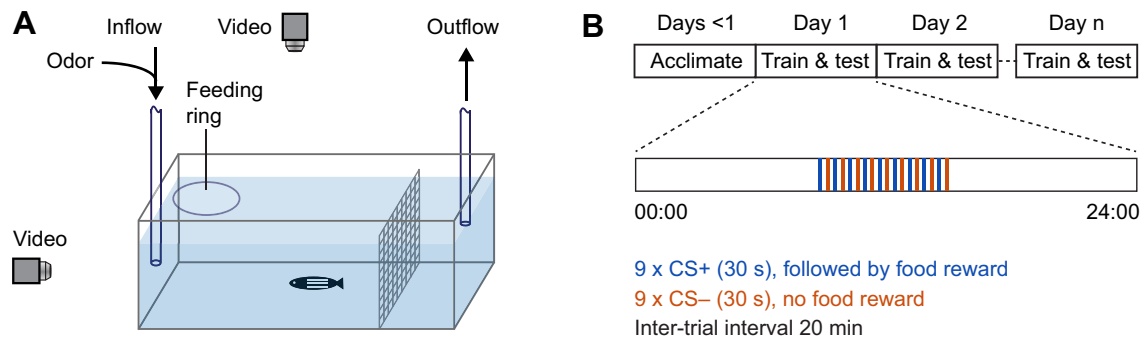 A
Inflow
Video
Outflow
Odor
Feeding
ring
Video
B
Days <1
Day 1
Day 2
Day n
Acclimate
Train & test
Train & test
Train & test
00:00
24:00
9 x CS+ (30 s), followed by food reward
9 x CS– (30 s), no food reward
Inter-trial interval 20 min